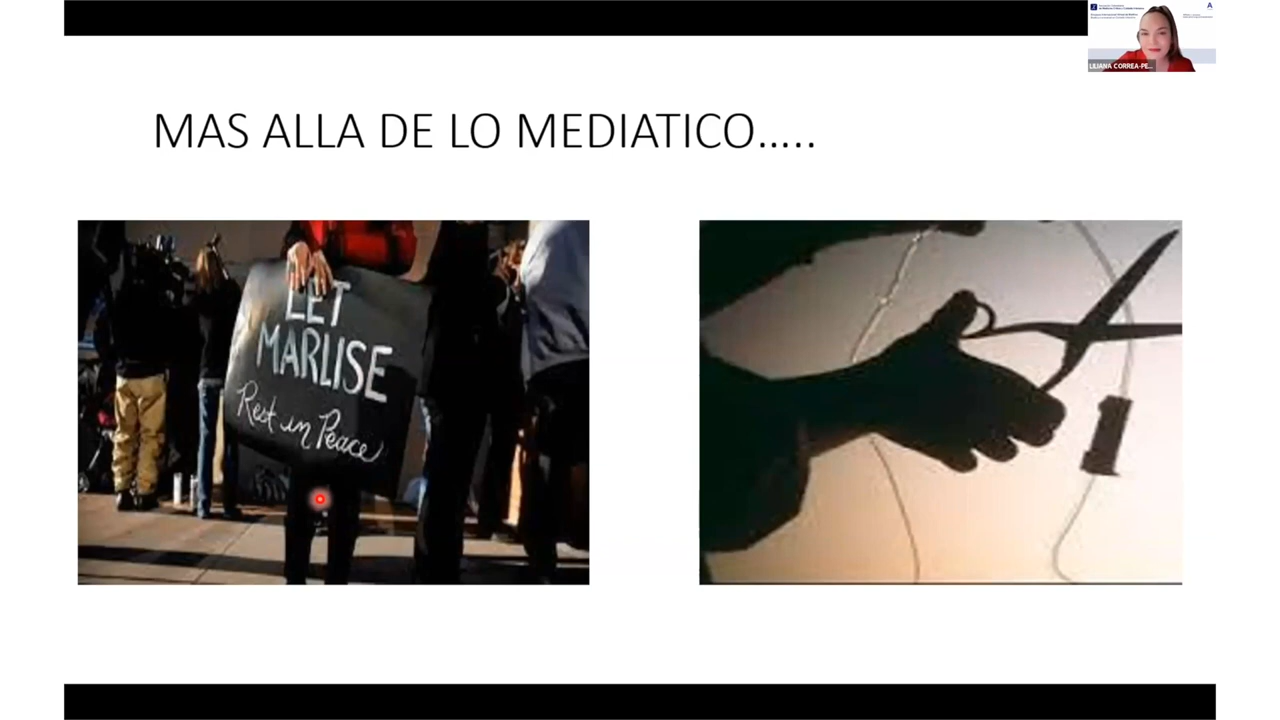 MAS ALLA DE LO MEDIATICO.....
LET
MARLISE
Rest in Peace
LILIANA CORREA-PE...